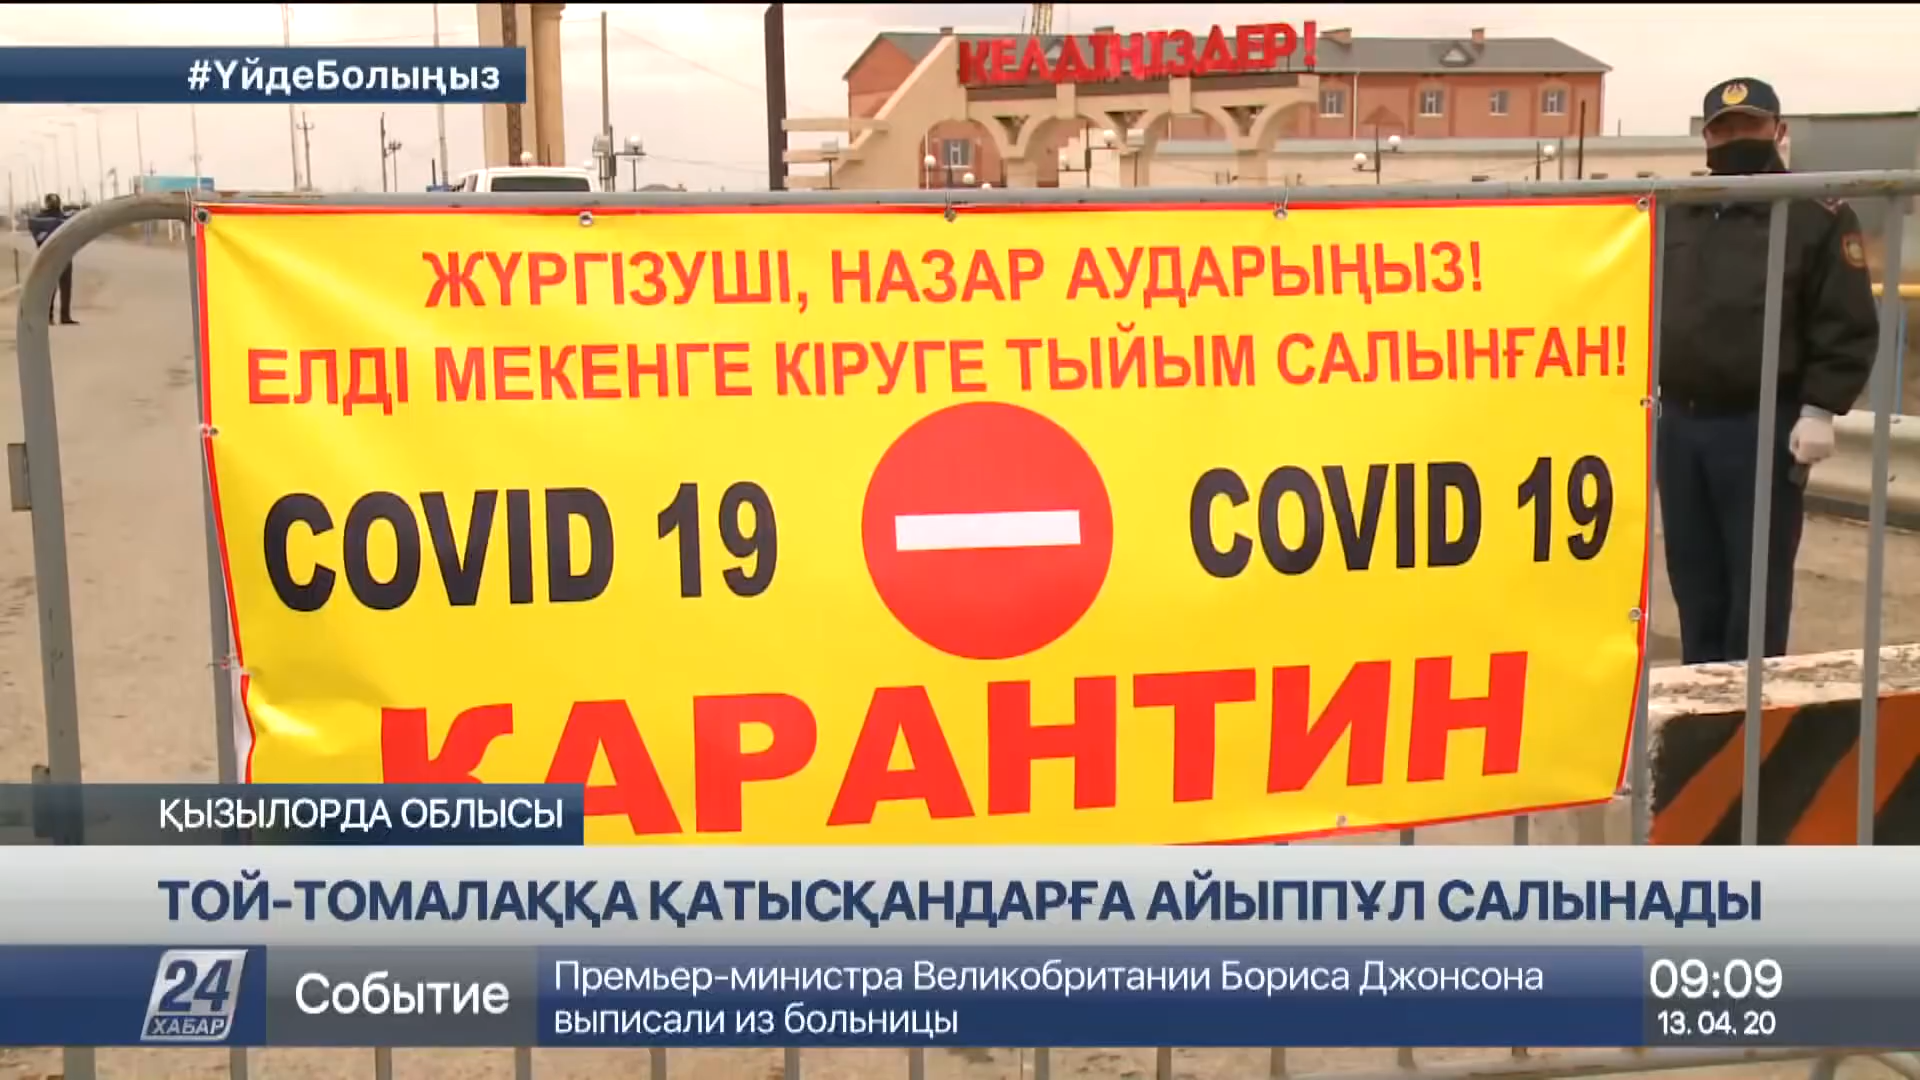 #ҮйдеБолыңыз
КЕЛДІҢІЗДЕР!
ЖҮРГІЗУШІ, НАЗАР АУДАРЫҢЫЗ!
ЕЛДІ МЕКЕНГЕ КІРУГЕ ТЫЙЫМ САЛЫНҒАН!
COVID 19 COVID 19
КАРАНТИН
ҚЫЗЫЛОРДА ОБЛЫСЫ
ТОЙ-ТОМАЛАҚҚА ҚАТЫСҚАНДАРҒА АЙЫППҰЛ САЛЫНАДЫ
24 ХАБАР
Событие
Премьер-министра Великобритании Бориса Джонсона
выписали из больницы
09:09
13. 04. 20